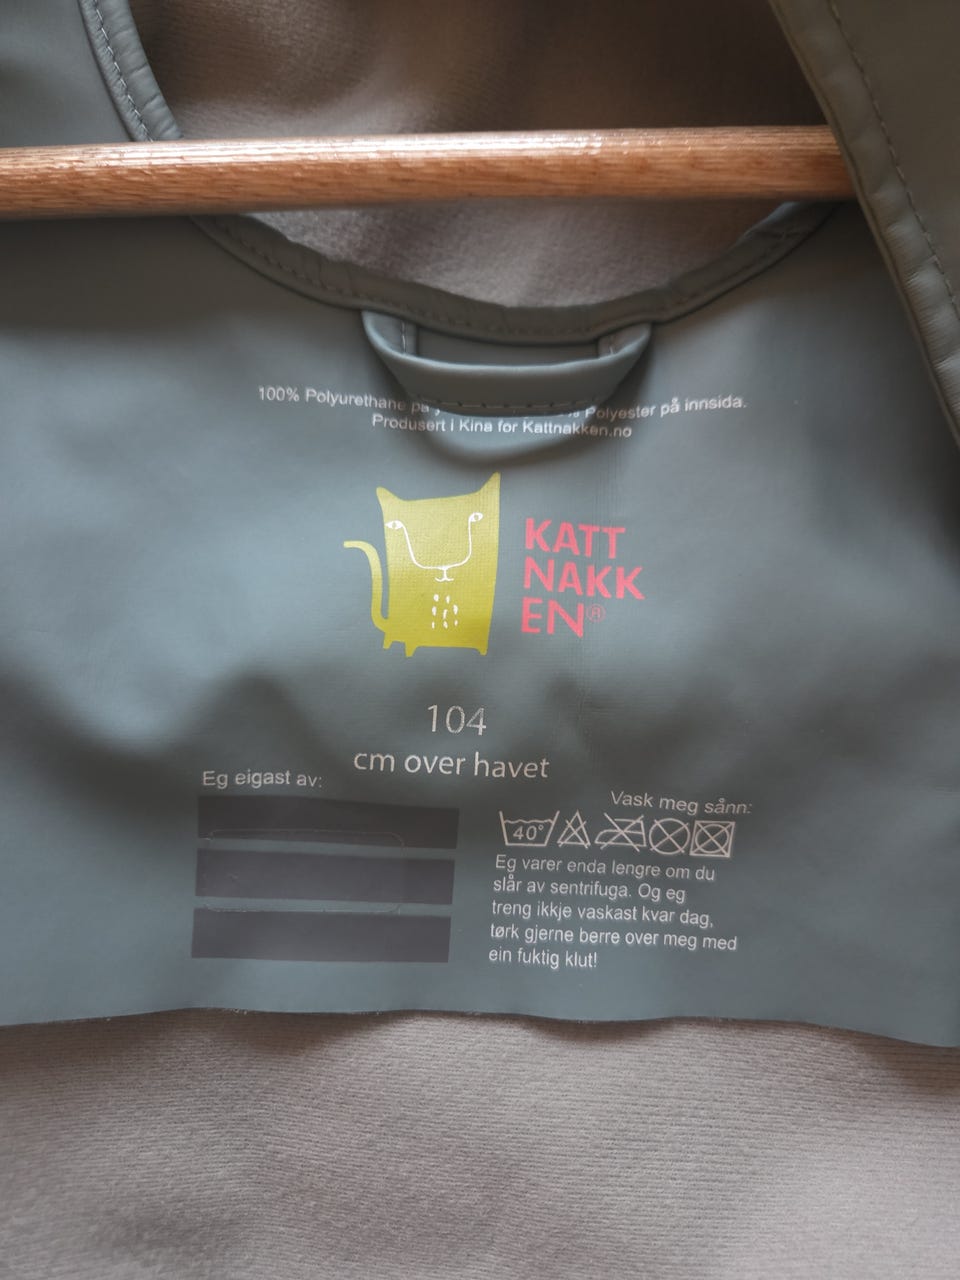 100% Polyurethane på % Polyester på innsida.
Produsert i Kina for Kattnakken.no
KATT
NAKK
EN®
104
cm over havet
Eg eigast av:
Vask meg sånn:
40°
Eg varer enda lengre om du
slår av sentrifuga. Og eg
treng ikkje vaskast kvar dag,
tørk gjerne berre over meg med
ein fuktig klut!